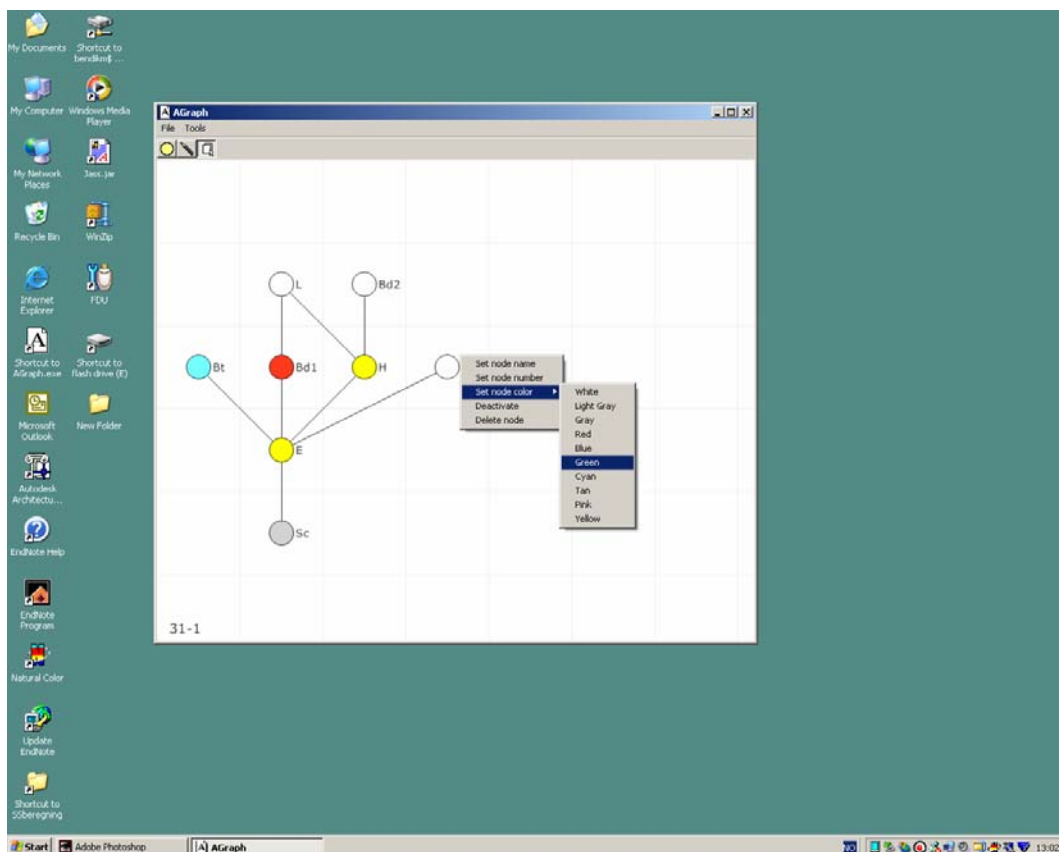 My Documents
Shortcut to
bendikm$ ...
My Computer
Windows Media
Player
My Network
Places
Jass.jar
Recycle Bin
WinZip
Internet
Explorer
FDU
Shortcut to
AGraph.exe
Shortcut to
flash drive (E)
Microsoft
Outlook
New Folder
Autodesk
Architectu...
EndNote Help
EndNote
Program
Natural Color
Update
EndNote
Shortcut to
SSberegning
AGraph
File Tools
L
Bd2
Bt
Bd1
H
E
Sc
31-1
Set node name
Set node number
Set node color
Deactivate
Delete node
White
Light Gray
Gray
Red
Blue
Green
Cyan
Tan
Pink
Yellow
Start
Adobe Photoshop
AGraph
NO
13:02